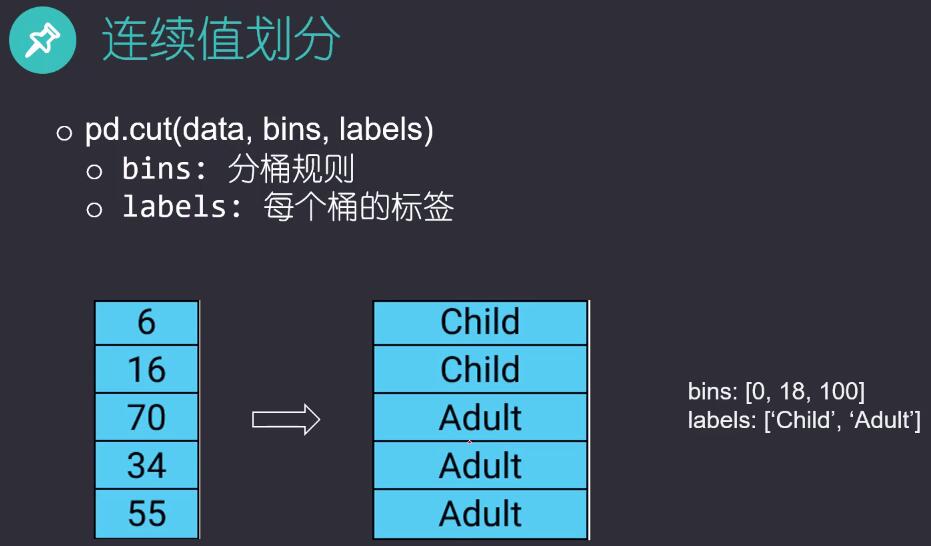 连续值划分
pd.cut(data, bins, labels)
bins: 分桶规则
labels: 每个桶的标签
6
16
70
34
55
Child
Child
Adult
Adult
Adult
bins: [0, 18, 100]
labels: [‘Child’, ‘Adult’]